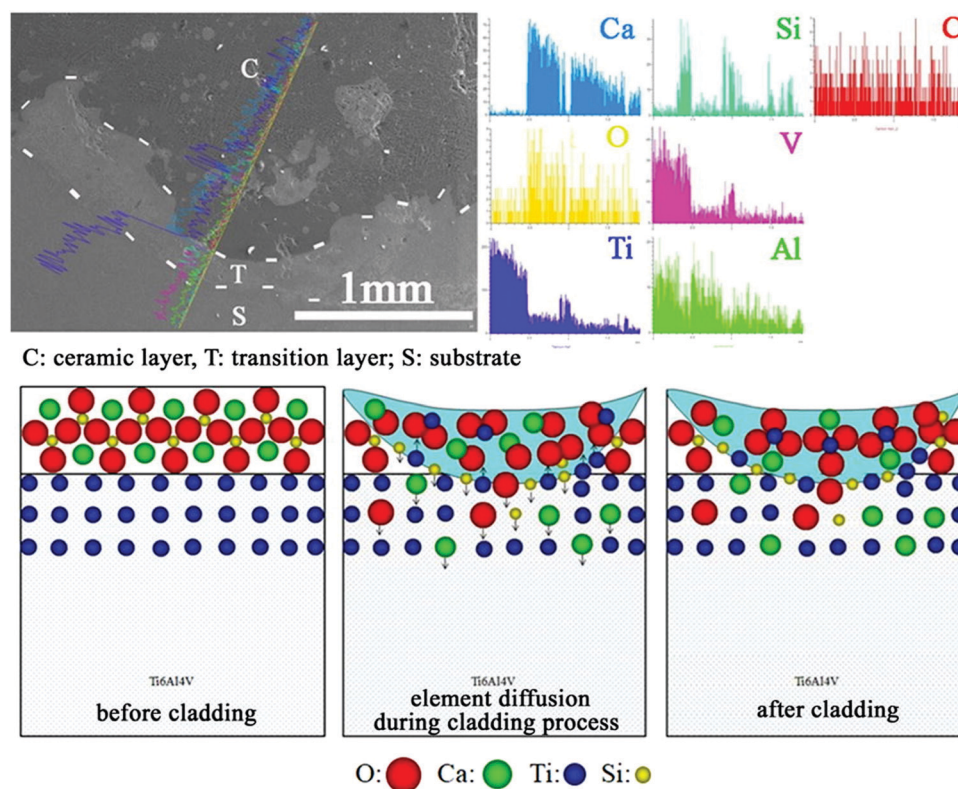 C
T
S
1mm
Ca
Si
C
O
V
Ti
Al
C: ceramic layer, T: transition layer; S: substrate
Ti6Al4V
before cladding
Ti6Al4V
element diffusion
during cladding process
Ti6Al4V
after cladding
O: Ca: Ti: Si: